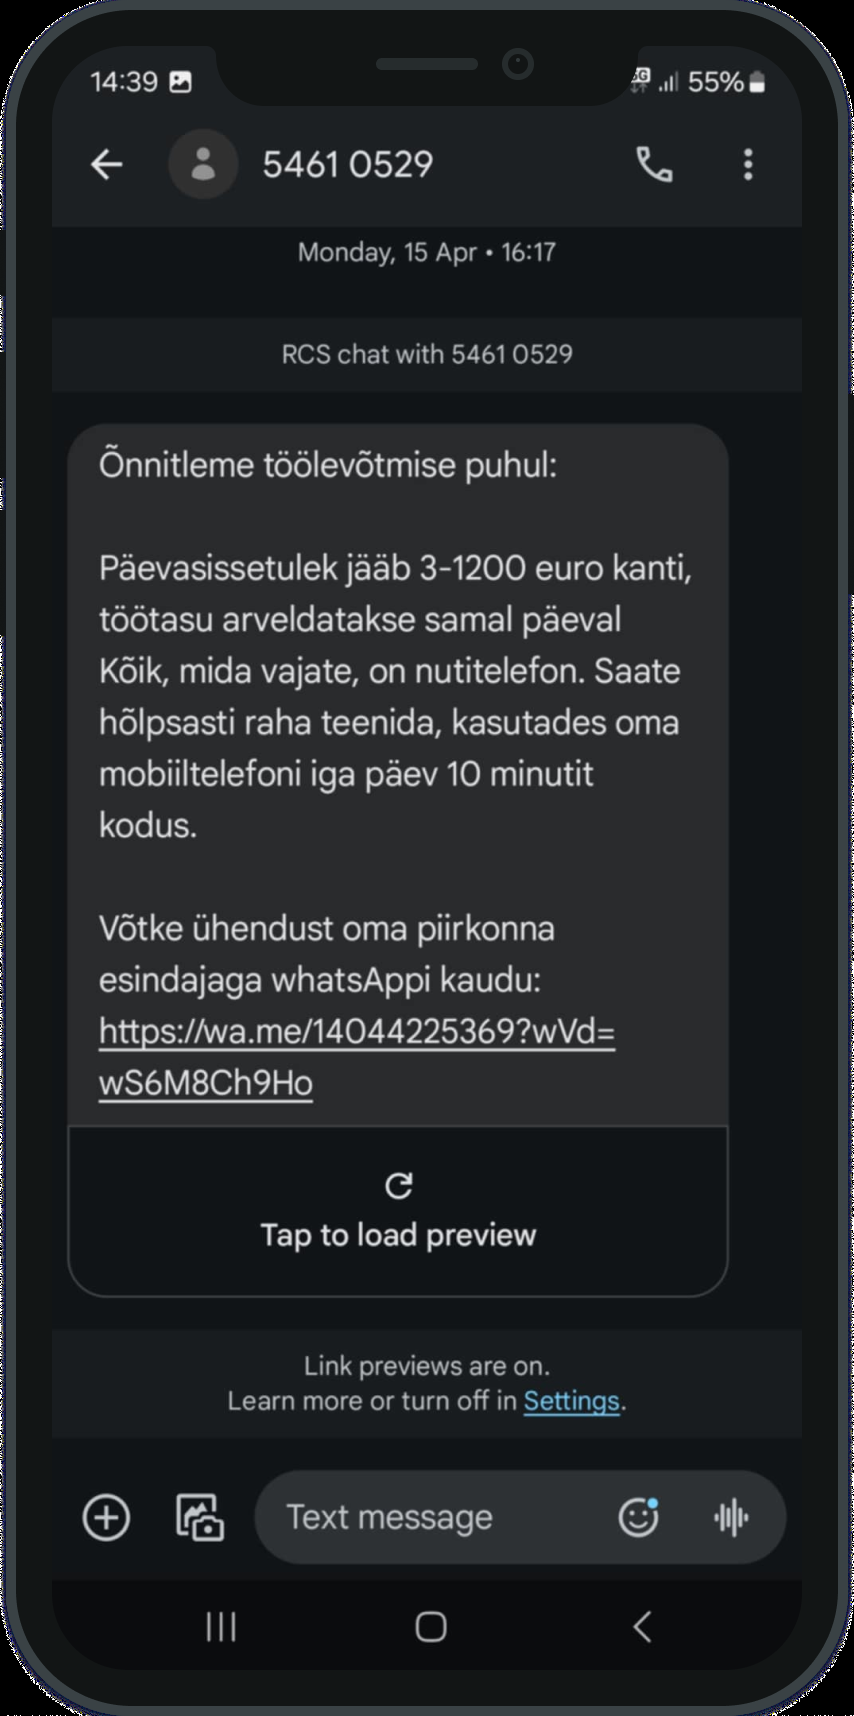 14:39 5G 55%
5461 0529
Monday, 15 Apr • 16:17
RCS chat with 5461 0529
Õnnitleme töölevõtmise puhul:
Päevasissetulek jääb 3-1200 euro kanti,
töötasu arveldatakse samal päeval
Kõik, mida vajate, on nutitelefon. Saate
hõlpsasti raha teenida, kasutades oma
mobiiltelefoni iga päev 10 minutit
kodus.
Võtke ühendust oma piirkonna
esindajaga whatsAppi kaudu:
https://wa.me/14044225369?wVd=
wS6M8Ch9Ho
Tap to load preview
Link previews are on.
Learn more or turn off in Settings.
Text message